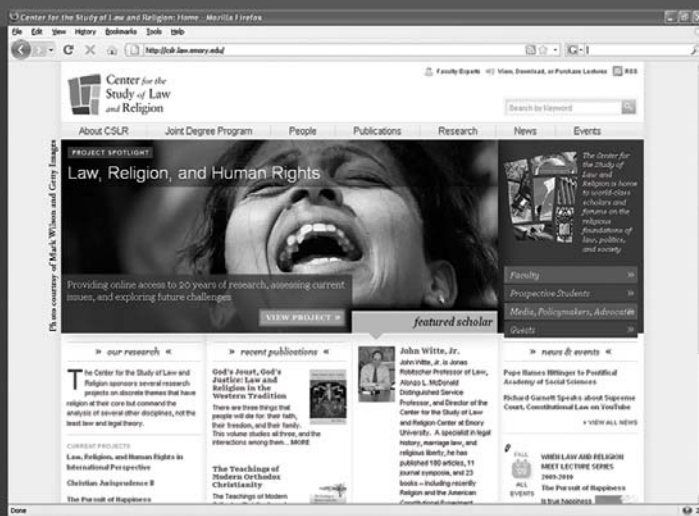 Center for the Study of Law and Religion: Home - Mozilla Firefox
File Edit View History Bookmarks Tools Help
http://cslr.law.emory.edu/
Faculty Experts
View, Download, or Purchase Lectures
RSS
Center for the
Study of Law
and Religion
Search by Keyword
About CSLR
Joint Degree Program
People
Publications
Research
News
Events
Photo courtesy of Mark Wilson and Getty Images
PROJECT SPOTLIGHT
Law, Religion, and Human Rights
Providing online access to 20 years of research, assessing current
issues, and exploring future challenges
VIEW PROJECT »
The Center for
the Study of
Law and
Religion is home
to world-class
scholars and
forums on the
religious
foundations of
law, politics,
and society
Faculty »
Prospective Students »
Media, Policymakers, Advocates »
Guests »
featured scholar
» our research «
The Center for the Study of Law and
Religion sponsors several research
projects on discrete themes that have
religion at their core but command the
analysis of several other disciplines, not the
least law and legal theory.
CURRENT PROJECTS
Law, Religion, and Human Rights in
International Perspective
Christian Jurisprudence II
The Pursuit of Happiness
» recent publications «
God's Joust, God's
Justice: Law and
Religion in the
Western Tradition
There are three things that
people will die for: their faith,
their freedom, and their family.
This volume studies all three, and the
interactions among them... MORE
The Teachings of
Modern Orthodox
Christianity
The Teachings of Modern
John Witte, Jr.
John Witte, Jr. is Jonas
Robitscher Professor of Law,
Alonzo L. McDonald
Distinguished Service
Professor, and Director of the
Center for the Study of Law
and Religion Center at Emory
University. A specialist in legal
history, marriage law, and
religious liberty, he has
published 180 articles, 11
journal symposia, and 23
books – including recently
Religion and the American
Constitutional Experiment
» news & events «
Pope Names Hittinger to Pontifical
Academy of Social Sciences
Richard Garnett Speaks about Supreme
Court, Constitutional Law on YouTube
» VIEW ALL NEWS
FALL
ALL
EVENTS
WHEN LAW AND RELIGION
MEET LECTURE SERIES
2009-2010
The Pursuit of Happiness
Is true happiness
Done